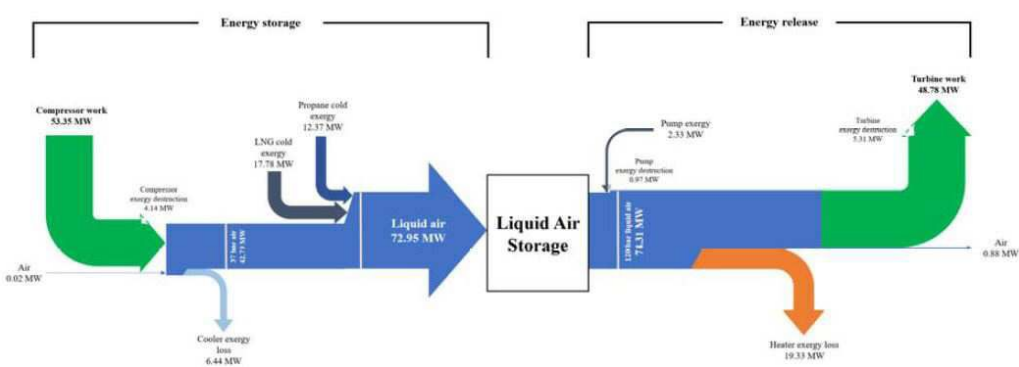 Energy storage
Energy release
Compressor work
53.35 MW
Propane cold
exergy
12.37 MW
LNG cold
exergy
17.78 MW
Compressor
exergy destruction
4.14 MW
37 bar air
42.77 MW
Liquid air
72.95 MW
Air
0.02 MW
Cooler exergy
loss
6.44 MW
Liquid Air
Storage
Pump exergy
2.33 MW
Pump
exergy destruction
0.97 MW
120bar liquid air
74.31 MW
Turbine
exergy destruction
5.31 MW
Turbine work
48.78 MW
Air
0.88 MW
Heater exergy loss
19.33 MW